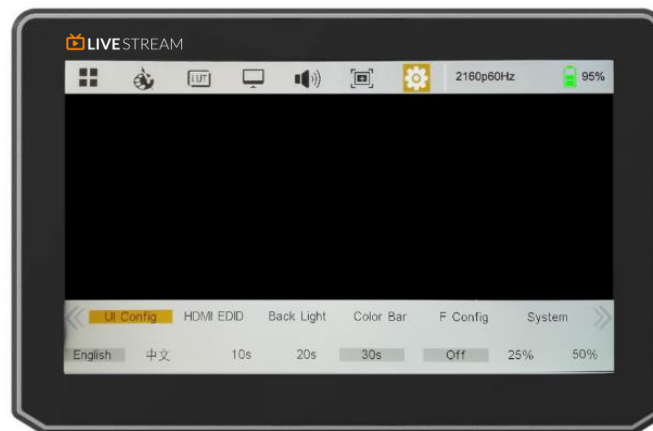 LIVESTREAM
LUT 2160p60Hz 95%
UI Config HDMI EDID Back Light Color Bar F Config System
English 中文 10s 20s 30s Off 25% 50%